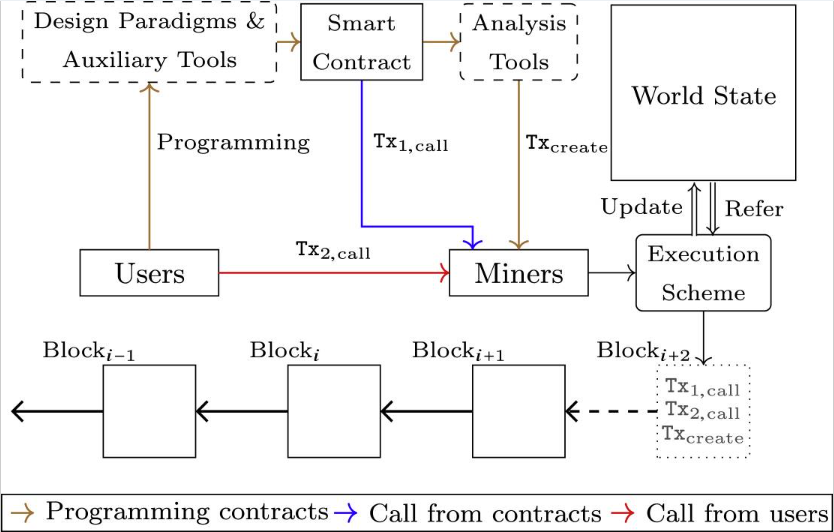 Design Paradigms &
Auxiliary Tools
Smart
Contract
Analysis
Tools
World State
Programming
Tx1,call
Txcreate
Update
Refer
Users
Tx2,call
Miners
Execution
Scheme
Blocki−1
Blocki
Blocki+1
Blocki+2
Tx1,call
Tx2,call
Txcreate
Programming contracts
Call from contracts
Call from users